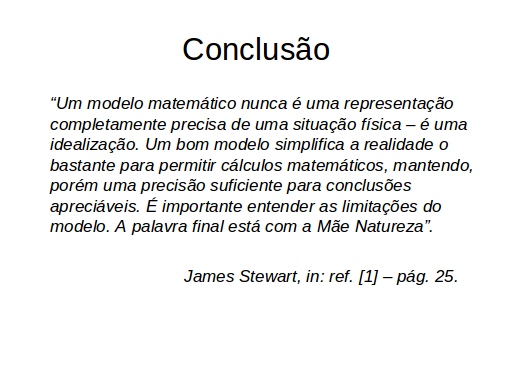 Conclusão
“Um modelo matemático nunca é uma representação
completamente precisa de uma situação física – é uma
idealização. Um bom modelo simplifica a realidade o
bastante para permitir cálculos matemáticos, mantendo,
porém uma precisão suficiente para conclusões
apreciáveis. É importante entender as limitações do
modelo. A palavra final está com a Mãe Natureza”.
James Stewart, in: ref. [1] – pág. 25.